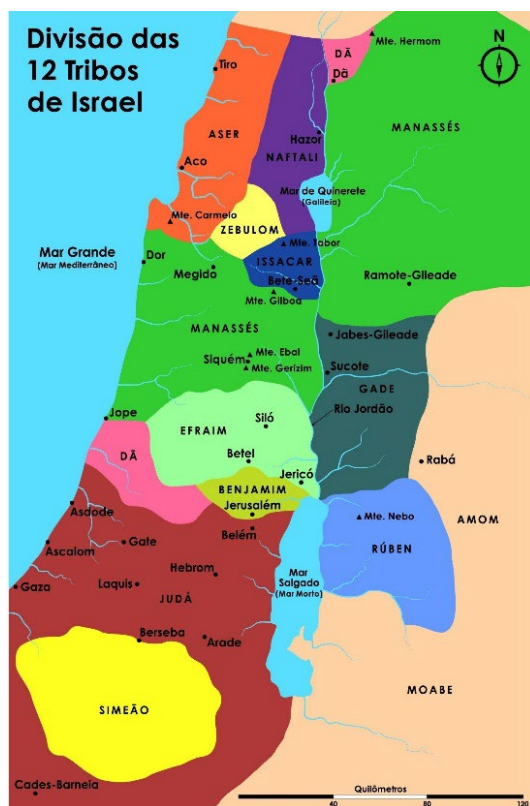 Divisão das
12 Tribos
de Israel
N
Mte. Hermom
DÃ
Dã
Tiro
ASER
MANASSÉS
Hazor
NAFTALI
Aco
Mar de Quinerete
(Galileia)
Mte. Carmelo
ZEBULOM
Mte. Tabor
Mar Grande
(Mar Mediterrâneo)
Dor
ISSACAR
Megido
Bete-Seã
Ramote-Gileade
Mte. Gilboa
MANASSÉS
Jabes-Gileade
Mte. Ebal
Siquém
Mte. Gerizim
Sucote
GADE
Jope
Siló
Rio Jordão
EFRAIM
DÃ
Betel
Rabá
Jericó
BENJAMIM
Jerusalém
Asdode
Mte. Nebo
AMOM
Belém
Ascalom
Gate
RÚBEN
Hebrom
Mar
Salgado
(Mar Morto)
Gaza
Laquis
JUDÁ
Berseba
Arade
MOABE
SIMEÃO
Cades-Barneia
Quilômetros
40
80
120